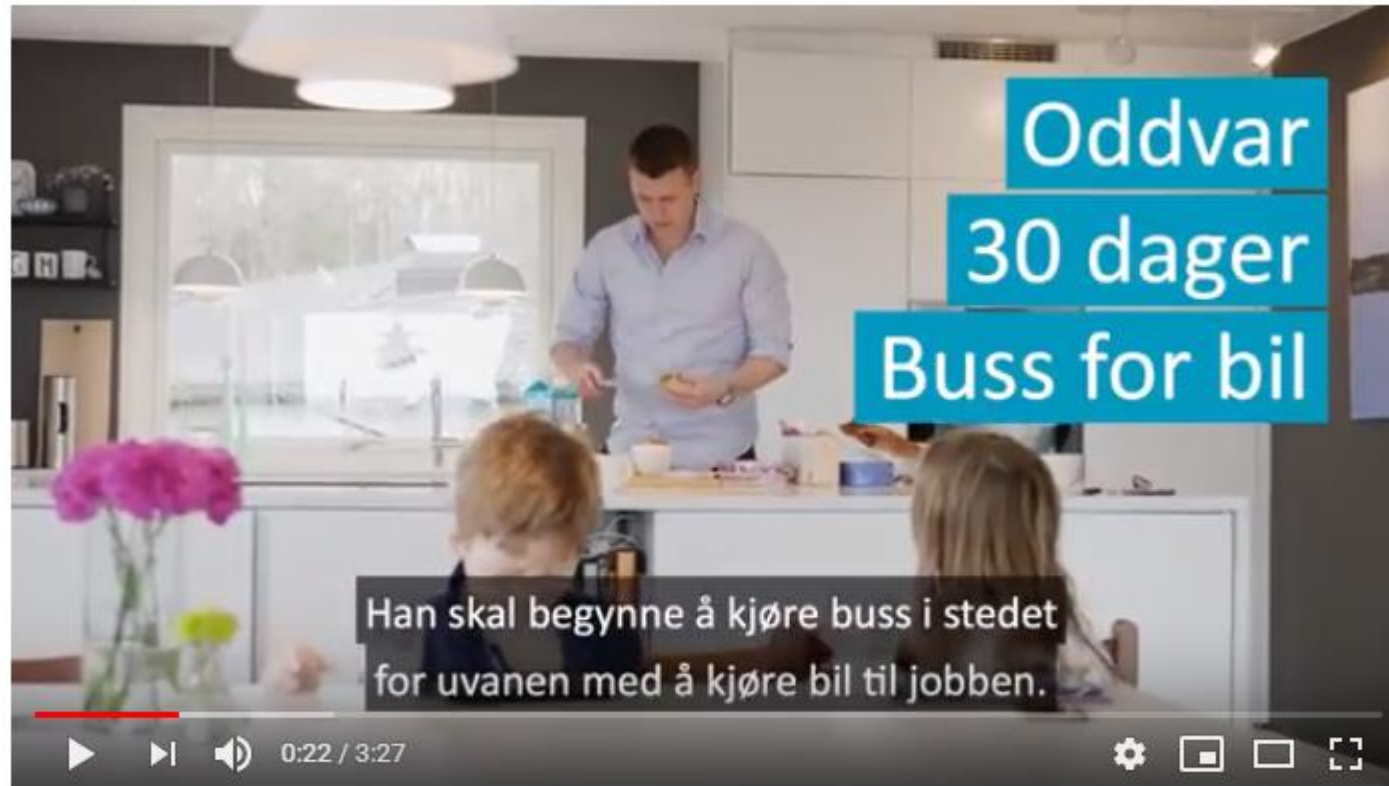 Oddvar
30 dager
Buss for bil
G M
Han skal begynne å kjøre buss i stedet
for uvanen med å kjøre bil til jobben.
0:22 / 3:27